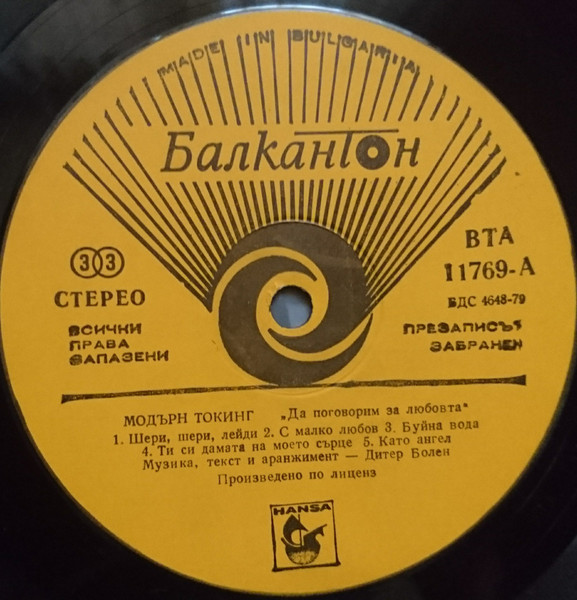 MADE IN BULGARIA
Балкантон
33
СТЕРЕО
ВСИЧКИ
ПРАВА
ЗАПАЗЕНИ
ВТА
11769-А
БДС 4648-79
ПРЕЗАПИСЪТ
ЗАБРАНЕН
МОДЪРН ТОКИНГ „Да поговорим за любовта“
1. Шери, шери, лейди 2. С малко любов 3. Буйна вода
4. Ти си дамата на моето сърце 5. Като ангел
Музика, текст и аранжимент — Дитер Болен
Произведено по лиценз
HANSA